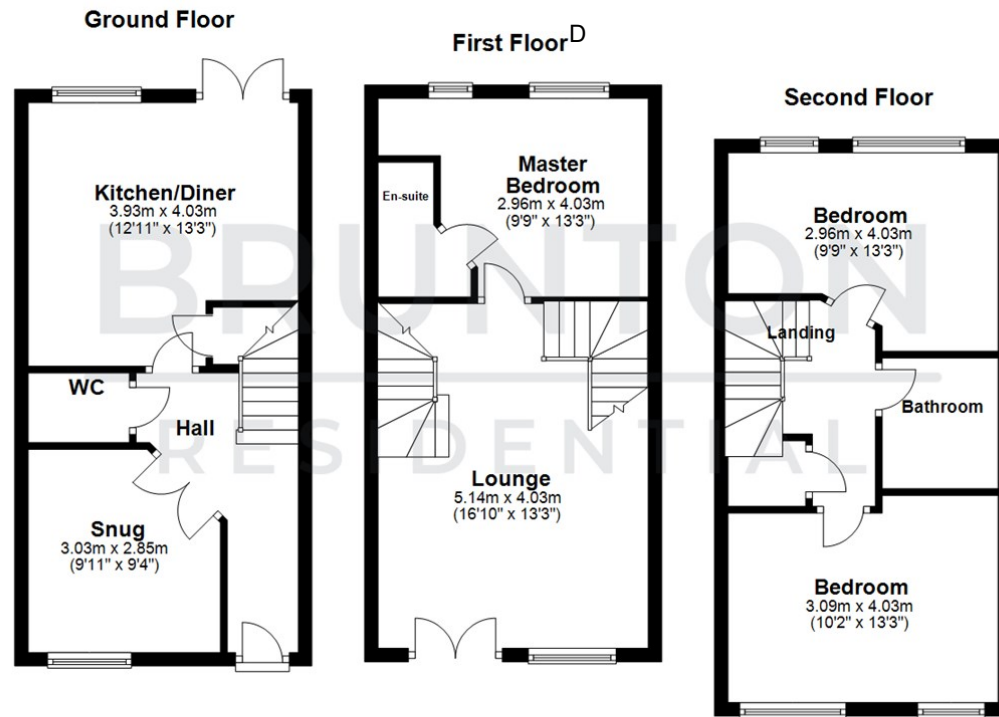 Ground Floor
Kitchen/Diner
3.93m x 4.03m
(12'11" x 13'3")
WC
Hall
Snug
3.03m x 2.85m
(9'11" x 9'4")
First Floor D
Master
Bedroom
2.96m x 4.03m
(9'9" x 13'3")
En-suite
Lounge
5.14m x 4.03m
(16'10" x 13'3")
Second Floor
Bedroom
2.96m x 4.03m
(9'9" x 13'3")
Landing
Bathroom
Bedroom
3.09m x 4.03m
(10'2" x 13'3")
BRUNTON
RESIDENTIAL